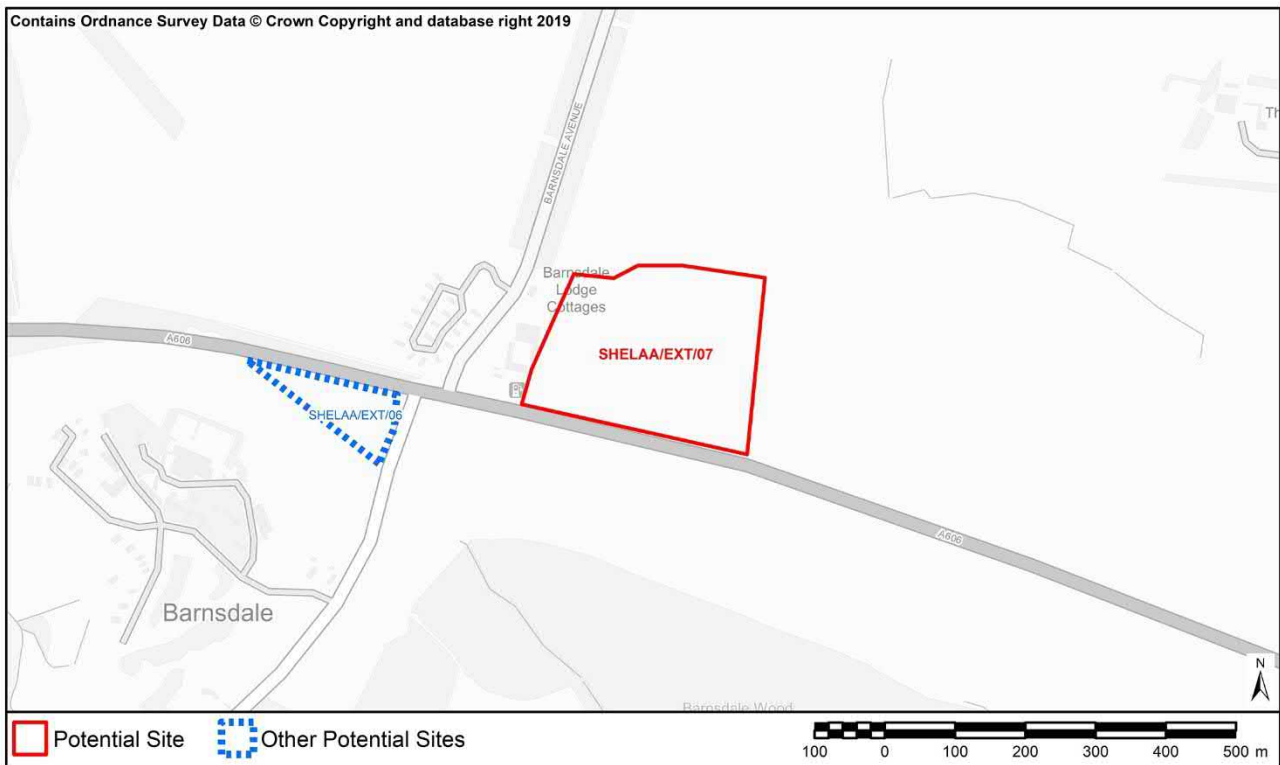 Contains Ordnance Survey Data © Crown Copyright and database right 2019
Th
BARNSDALE AVENUE
Barnsdale
Lodge
Cottages
A606
SHELAA/EXT/07
SHELAA/EXT/06
A606
Barnsdale
N
Barnsdale Wood
Potential Site
Other Potential Sites
100 0 100 200 300 400 500 m